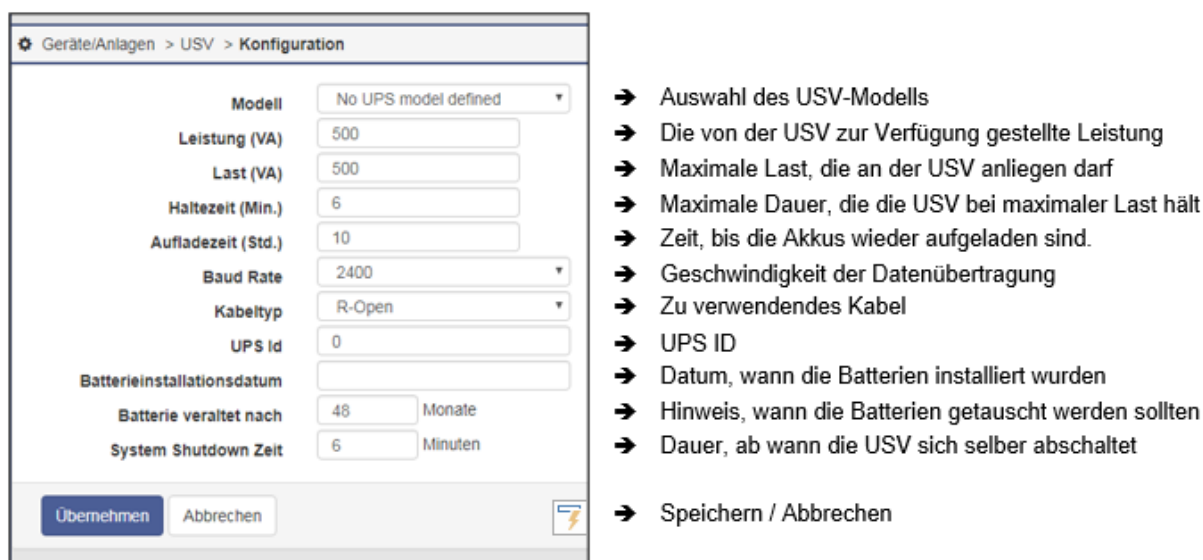 Geräte/Anlagen > USV > Konfiguration
Modell No UPS model defined ➔ Auswahl des USV-Modells
Leistung (VA) 500 ➔ Die von der USV zur Verfügung gestellte Leistung
Last (VA) 500 ➔ Maximale Last, die an der USV anliegen darf
Haltezeit (Min.) 6 ➔ Maximale Dauer, die die USV bei maximaler Last hält
Aufladezeit (Std.) 10 ➔ Zeit, bis die Akkus wieder aufgeladen sind.
Baud Rate 2400 ➔ Geschwindigkeit der Datenübertragung
Kabeltyp R-Open ➔ Zu verwendendes Kabel
UPS Id 0 ➔ UPS ID
Batterieinstallationsdatum ➔ Datum, wann die Batterien installiert wurden
Batterie veraltet nach 48 Monate ➔ Hinweis, wann die Batterien getauscht werden sollten
System Shutdown Zeit 6 Minuten ➔ Dauer, ab wann die USV sich selber abschaltet
Übernehmen Abbrechen ➔ Speichern / Abbrechen